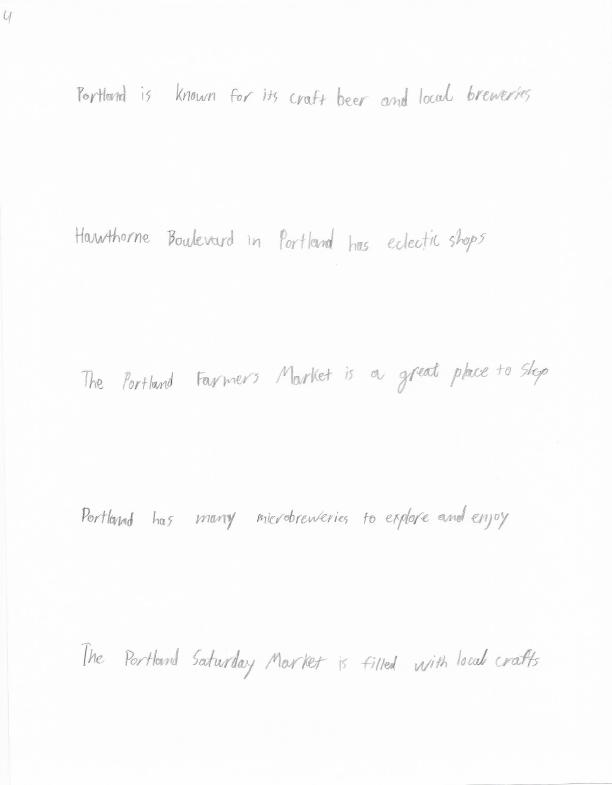 4
Portland is known for its craft beer and local breweries
Hawthorne Boulevard in Portland has eclectic shops
The Portland Farmers Market is a great place to shop
Portland has many microbreweries to explore and enjoy
The Portland Saturday Market is filled with local crafts